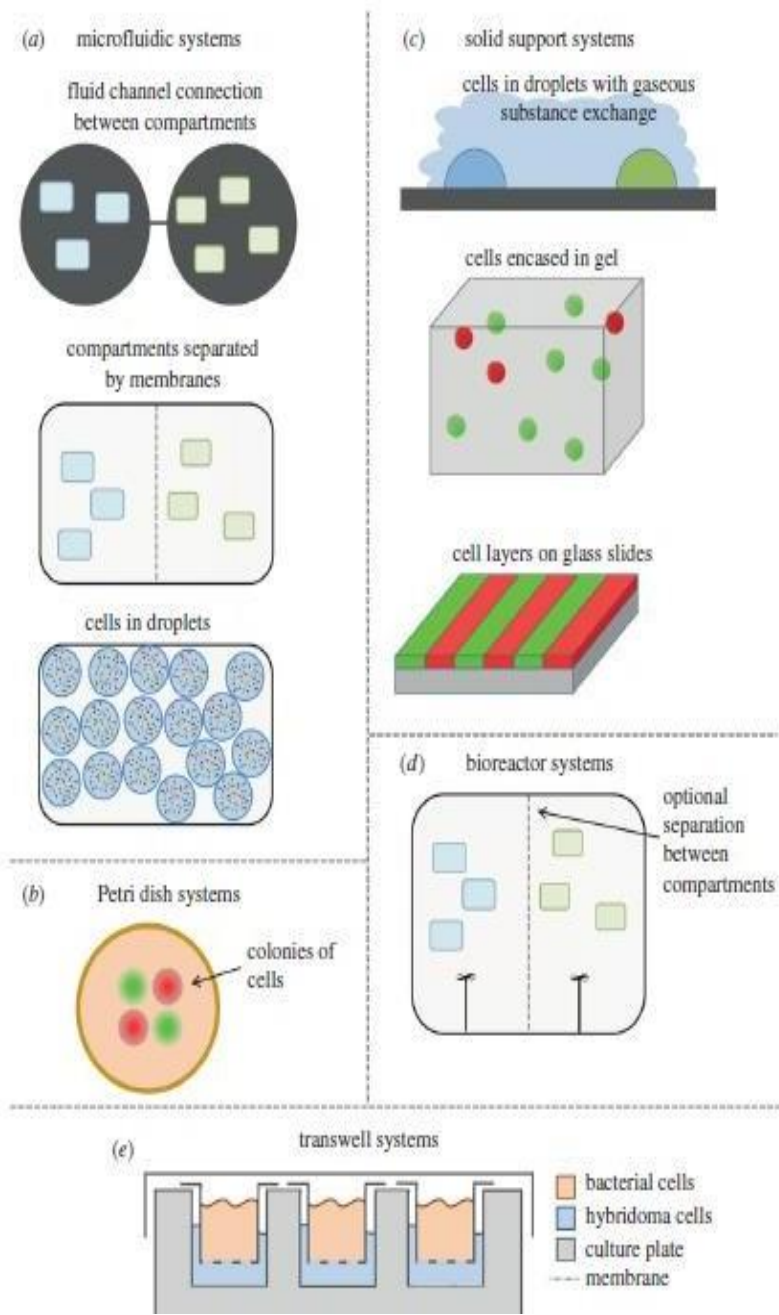 (a) microfluidic systems
fluid channel connection
between compartments
compartments separated
by membranes
cells in droplets
(b) Petri dish systems
colonies of
cells
(c) solid support systems
cells in droplets with gaseous
substance exchange
cells encased in gel
cell layers on glass slides
(d) bioreactor systems
optional
separation
between
compartments
(e) transwell systems
bacterial cells
hybridoma cells
culture plate
membrane